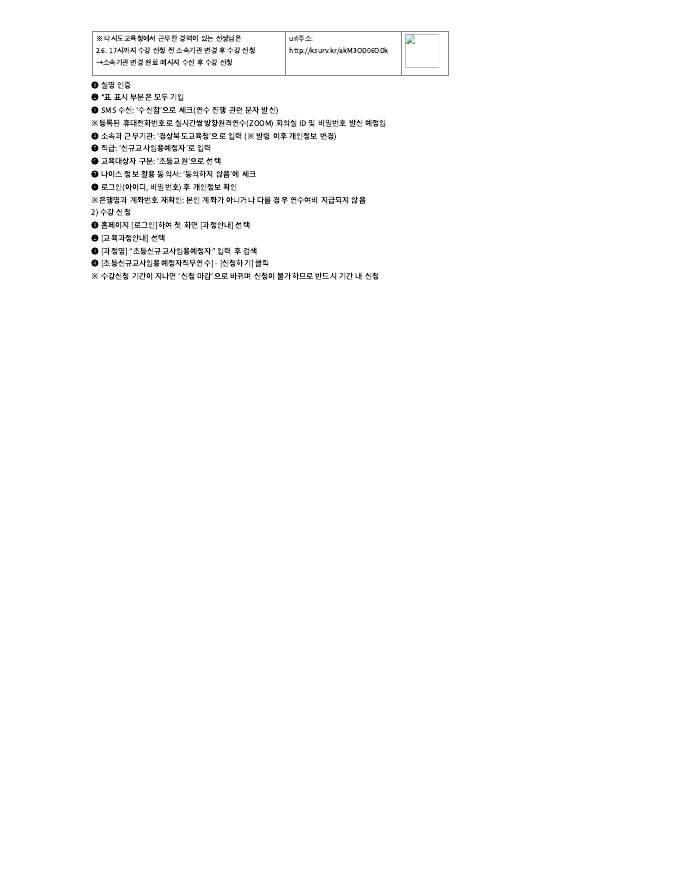 ※ 타시도교육청에서 근무한 경력이 있는 선생님은
2.6. 17시까지 수강 신청 전 소속기관 변경 후 수강 신청
→소속기관 변경 완료 메시지 수신 후 수강 신청
url주소:
http://ksurv.kr/akM3OD06ODk
❶ 실명 인증
❷ *표 표시 부분은 모두 기입
❸ SMS 수신: ‘수신함’으로 체크(연수 진행 관련 문자 발신)
※등록된 휴대전화번호로 실시간쌍방향원격연수(ZOOM) 회의실 ID 및 비밀번호 발신 예정임
❹ 소속과 근무기관: ‘경상북도교육청’으로 입력 (※ 발령 이후 개인정보 변경)
❺ 직급: ‘신규교사임용예정자’로 입력
❻ 교육대상자 구분: ‘초등교원’으로 선택
❼ 나이스 정보 활용 동의서: ‘동의하지 않음’에 체크
❽ 로그인(아이디, 비밀번호) 후 개인정보 확인
※은행명과 계좌번호 재확인: 본인 계좌가 아니거나 다를 경우 연수여비 지급되지 않음
2) 수강 신청
❶ 홈페이지 [로그인]하여 첫 화면 [과정안내] 선택
❷ [교육과정안내] 선택
❸ [과정명] “초등신규교사임용예정자” 입력 후 검색
❹ [초등신규교사임용예정자직무연수] - [신청하기] 클릭
※ 수강신청 기간이 지나면 ‘신청 마감’으로 바뀌며 신청이 불가하므로 반드시 기간 내 신청